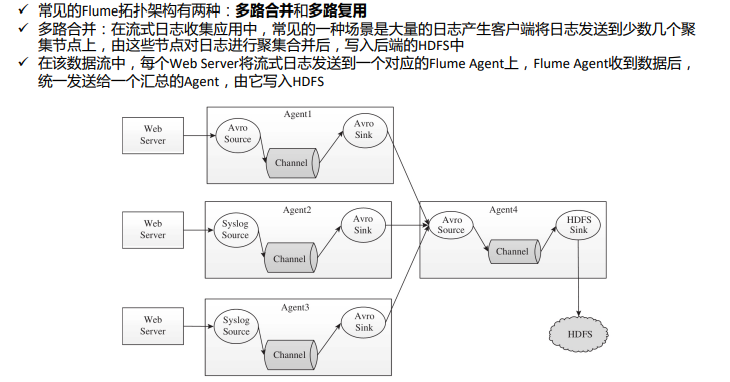 ✓ 常见的Flume拓扑架构有两种：多路合并和多路复用
✓ 多路合并：在流式日志收集应用中，常见的一种场景是大量的日志产生客户端将日志发送到少数几个聚
集节点上，由这些节点对日志进行聚集合并后，写入后端的HDFS中
✓ 在该数据流中，每个Web Server将流式日志发送到一个对应的Flume Agent上，Flume Agent收到数据后，
统一发送给一个汇总的Agent，由它写入HDFS
Agent1
Web
Server
Avro
Source
Channel
Avro
Sink
Agent2
Web
Server
Syslog
Source
Channel
Avro
Sink
Agent3
Web
Server
Syslog
Source
Channel
Avro
Sink
Agent4
Avro
Source
Channel
HDFS
Sink
HDFS